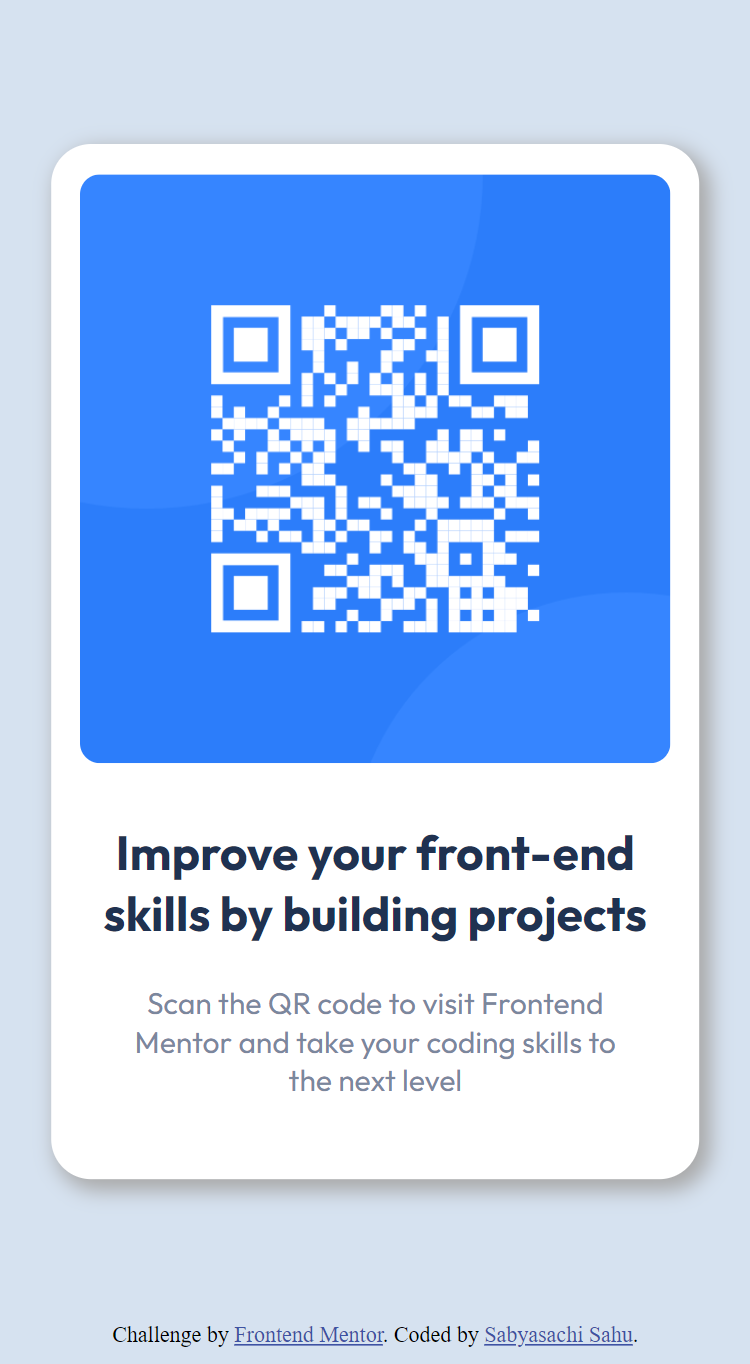 Improve your front-end
skills by building projects
Scan the QR code to visit Frontend
Mentor and take your coding skills to
the next level
Challenge by Frontend Mentor. Coded by Sabyasachi Sahu.